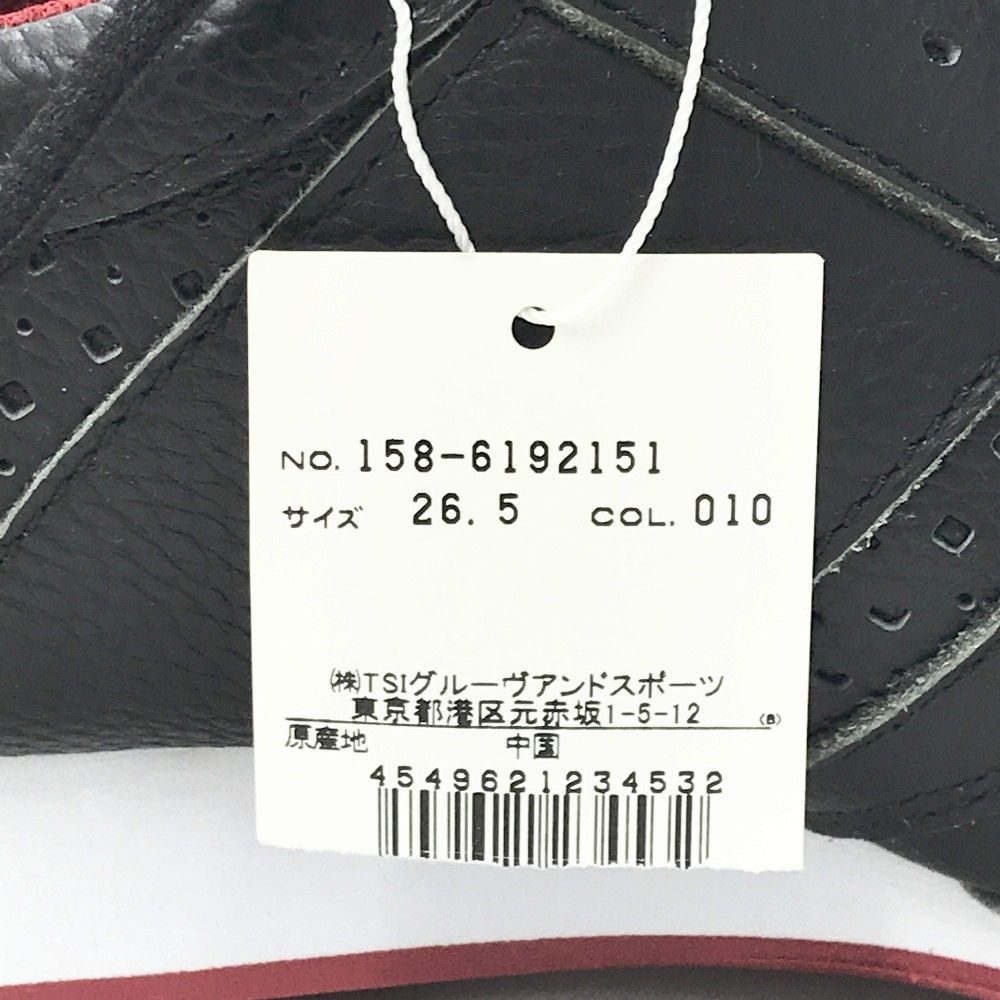 NO. 158-6192151
サイズ 26.5 COL. 010
㈱TSIグルーヴアンドスポーツ
東京都港区元赤坂1-5-12 (B)
原産地 中国
4549621234532